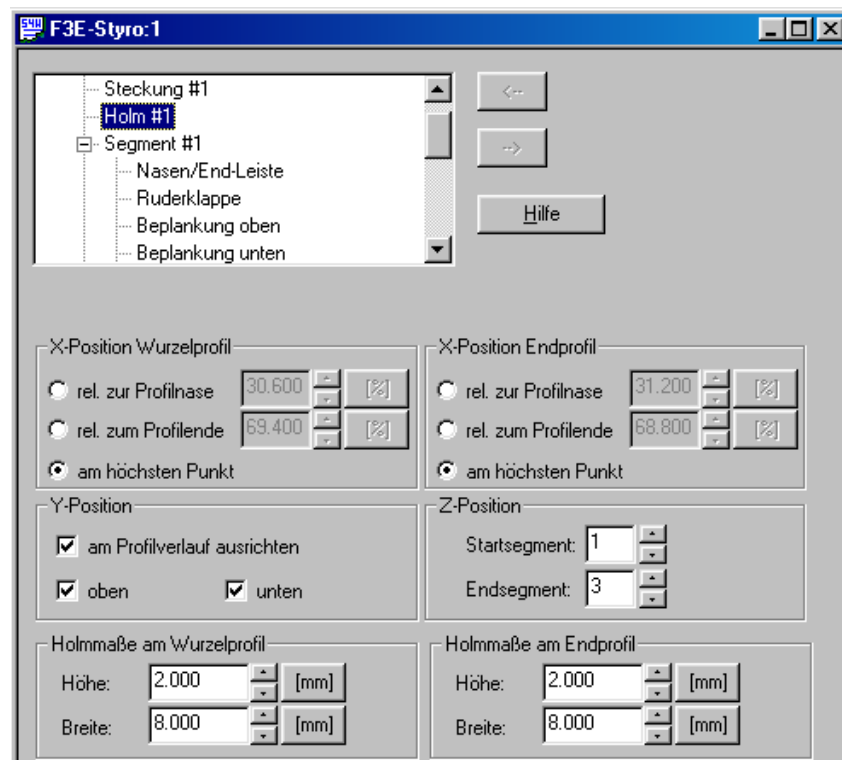 F3E-Styro:1
Steckung #1
Holm #1
Segment #1
Nasen/End-Leiste
Ruderklappe
Beplankung oben
Beplankung unten
<--
-->
Hilfe
X-Position Wurzelprofil
rel. zur Profilnase 30.600 [%]
rel. zum Profilende 69.400 [%]
am höchsten Punkt
X-Position Endprofil
rel. zur Profilnase 31.200 [%]
rel. zum Profilende 68.800 [%]
am höchsten Punkt
Y-Position
am Profilverlauf ausrichten
oben unten
Z-Position
Startsegment: 1
Endsegment: 3
Holmmaße am Wurzelprofil
Höhe: 2.000 [mm]
Breite: 8.000 [mm]
Holmmaße am Endprofil
Höhe: 2.000 [mm]
Breite: 8.000 [mm]